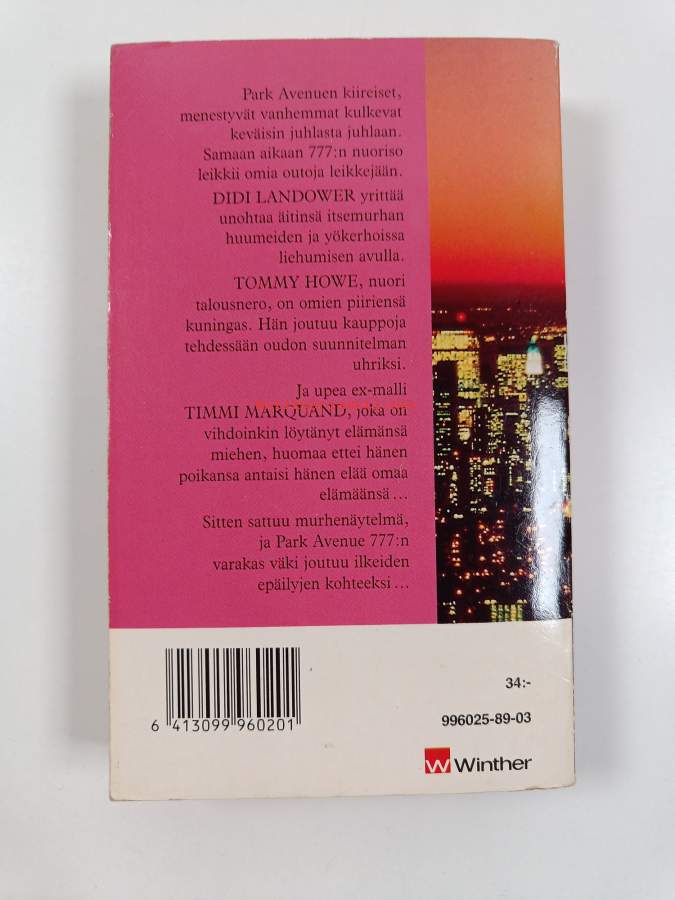 Park Avenuen kiireiset,
menestyvät vanhemmat kulkevat
keväisin juhlasta juhlaan.
Samaan aikaan 777:n nuoriso
leikkii omia outoja leikkejään.
DIDI LANDOWER yrittää
unohtaa äitinsä itsemurhan
huumeiden ja yökerhoissa
liehumisen avulla.
TOMMY HOWE, nuori
talousnero, on omien piiriensä
kuningas. Hän joutuu kauppoja
tehdessään oudon suunnitelman
uhriksi.
Ja upea ex-malli
TIMMI MARQUAND, joka on
vihdoinkin löytänyt elämänsä
miehen, huomaa ettei hänen
poikansa antaisi hänen elää omaa
elämäänsä ...
Sitten sattuu murhenäytelmä,
ja Park Avenue 777:n
varakas väki joutuu ilkeiden
epäilyjen kohteeksi ...
34:-
6 413099 960201
996025-89-03
W Winther